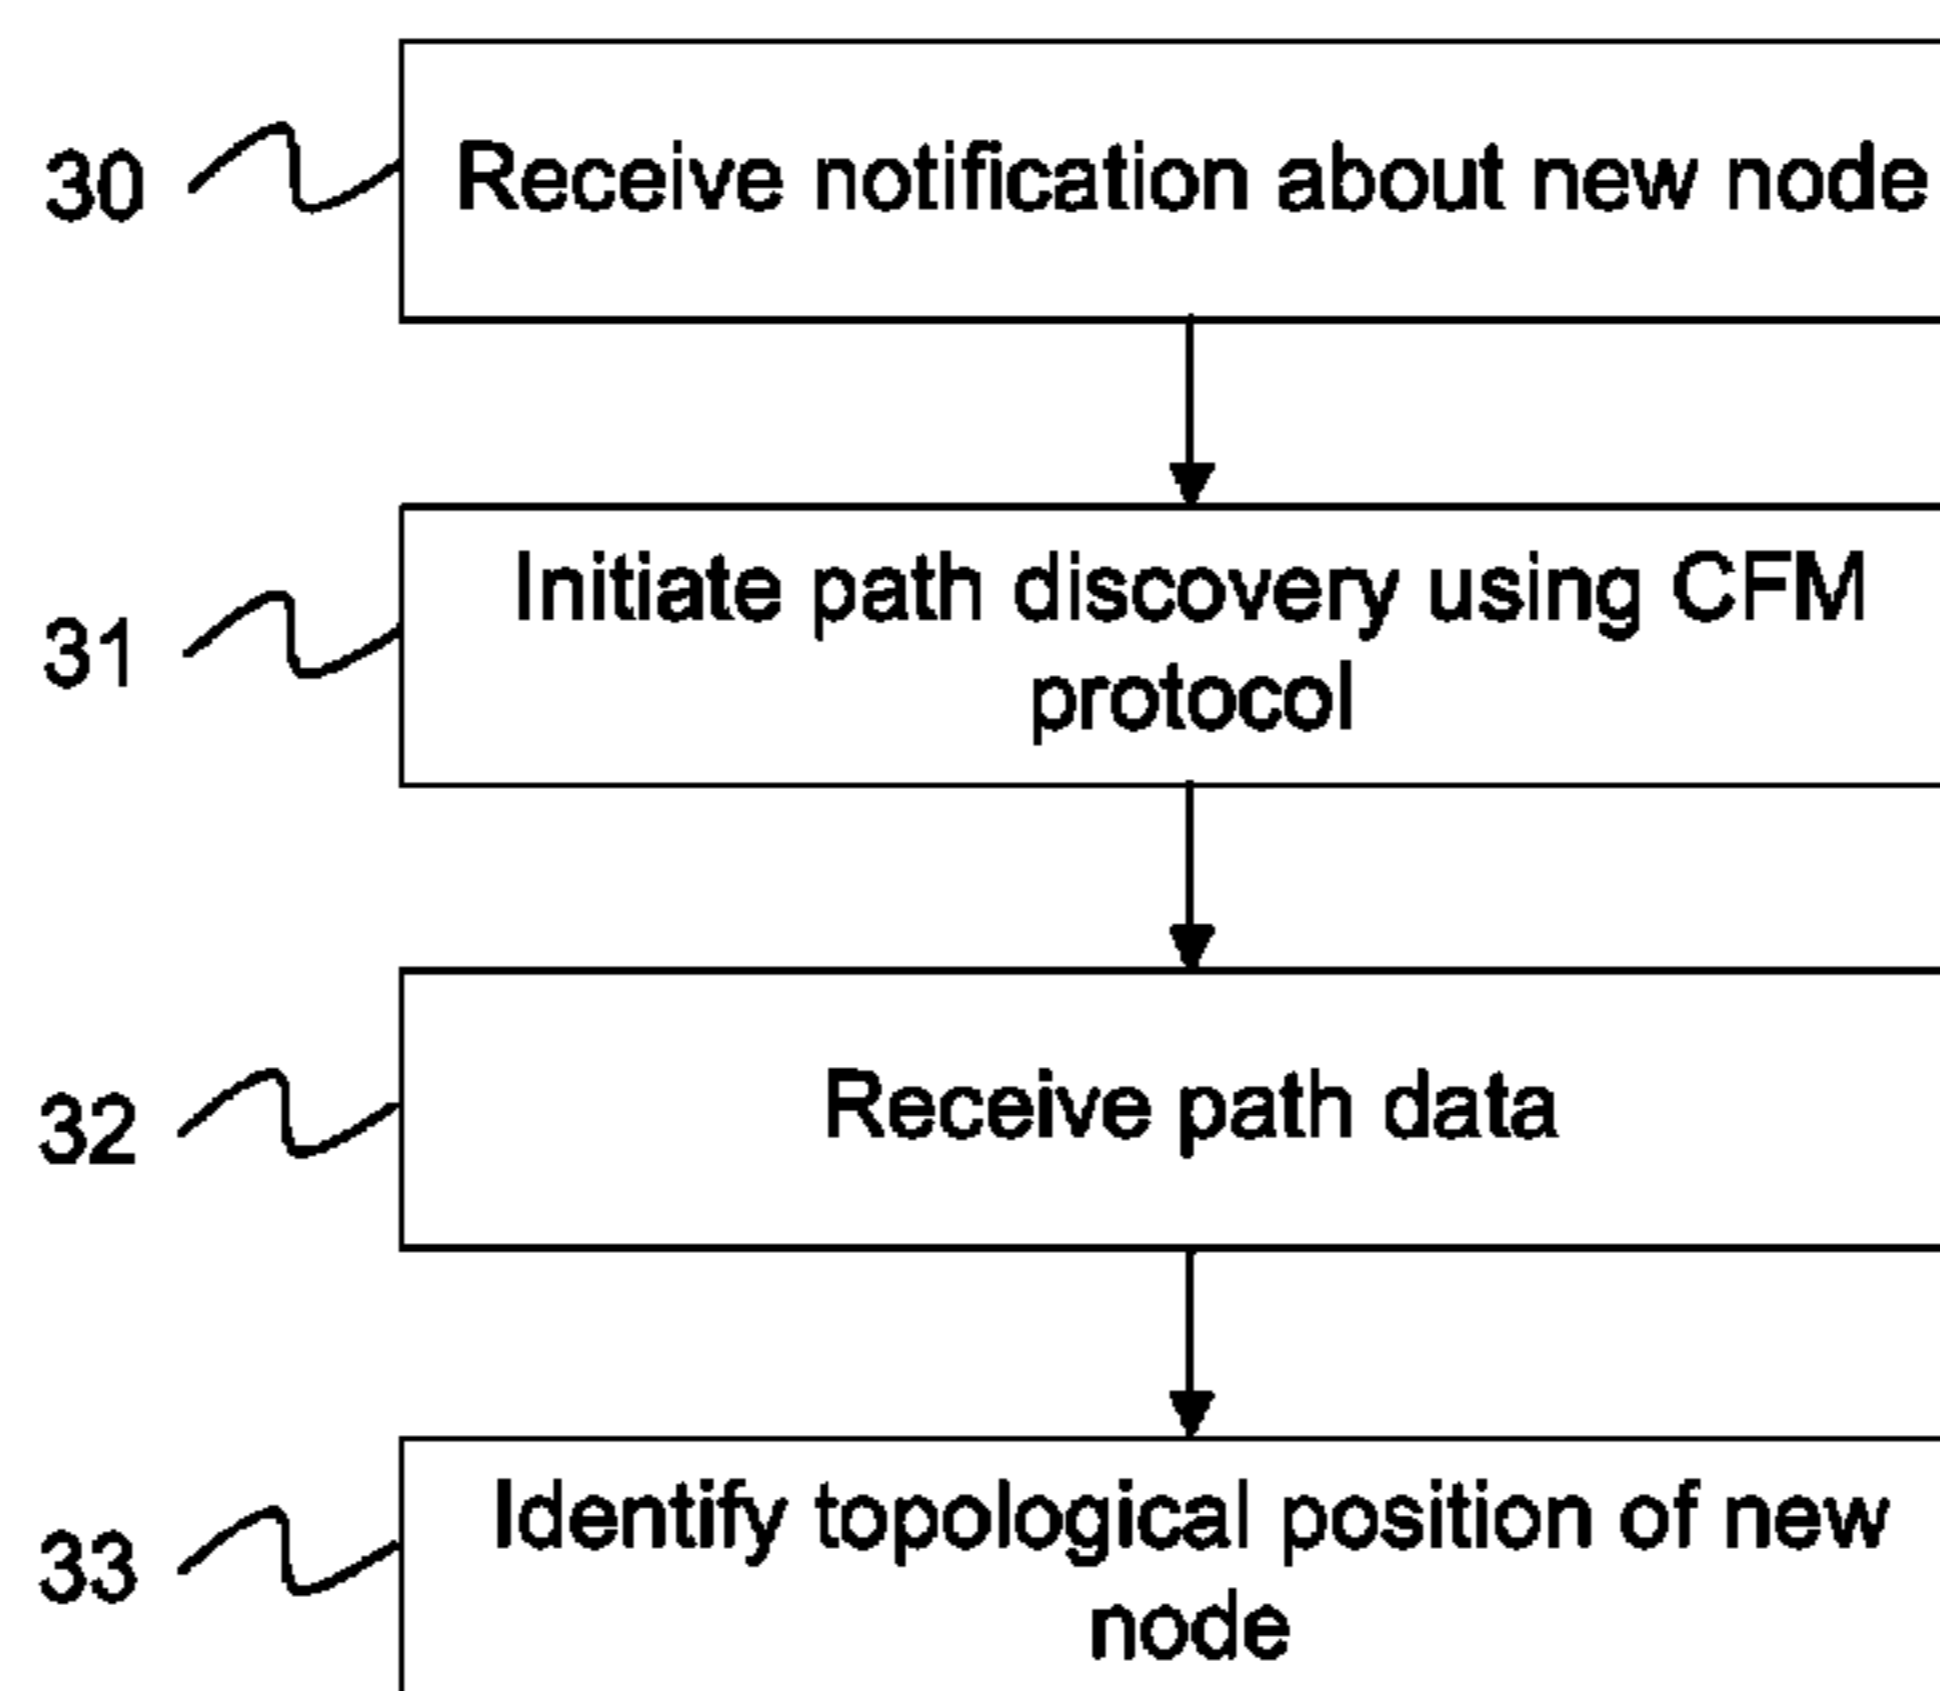 30
Receive notification about new node
31
Initiate path discovery using CFM
protocol
32
Receive path data
33
Identify topological position of new
node